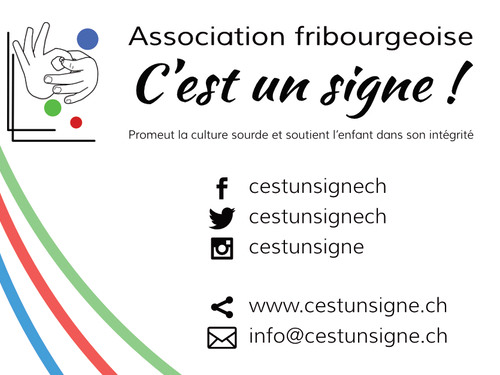 Association fribourgeoise
C'est un signe !
Promeut la culture sourde et soutient l'enfant dans son intégrité
cestunsignech
cestunsignech
cestunsigne
www.cestunsigne.ch
info@cestunsigne.ch